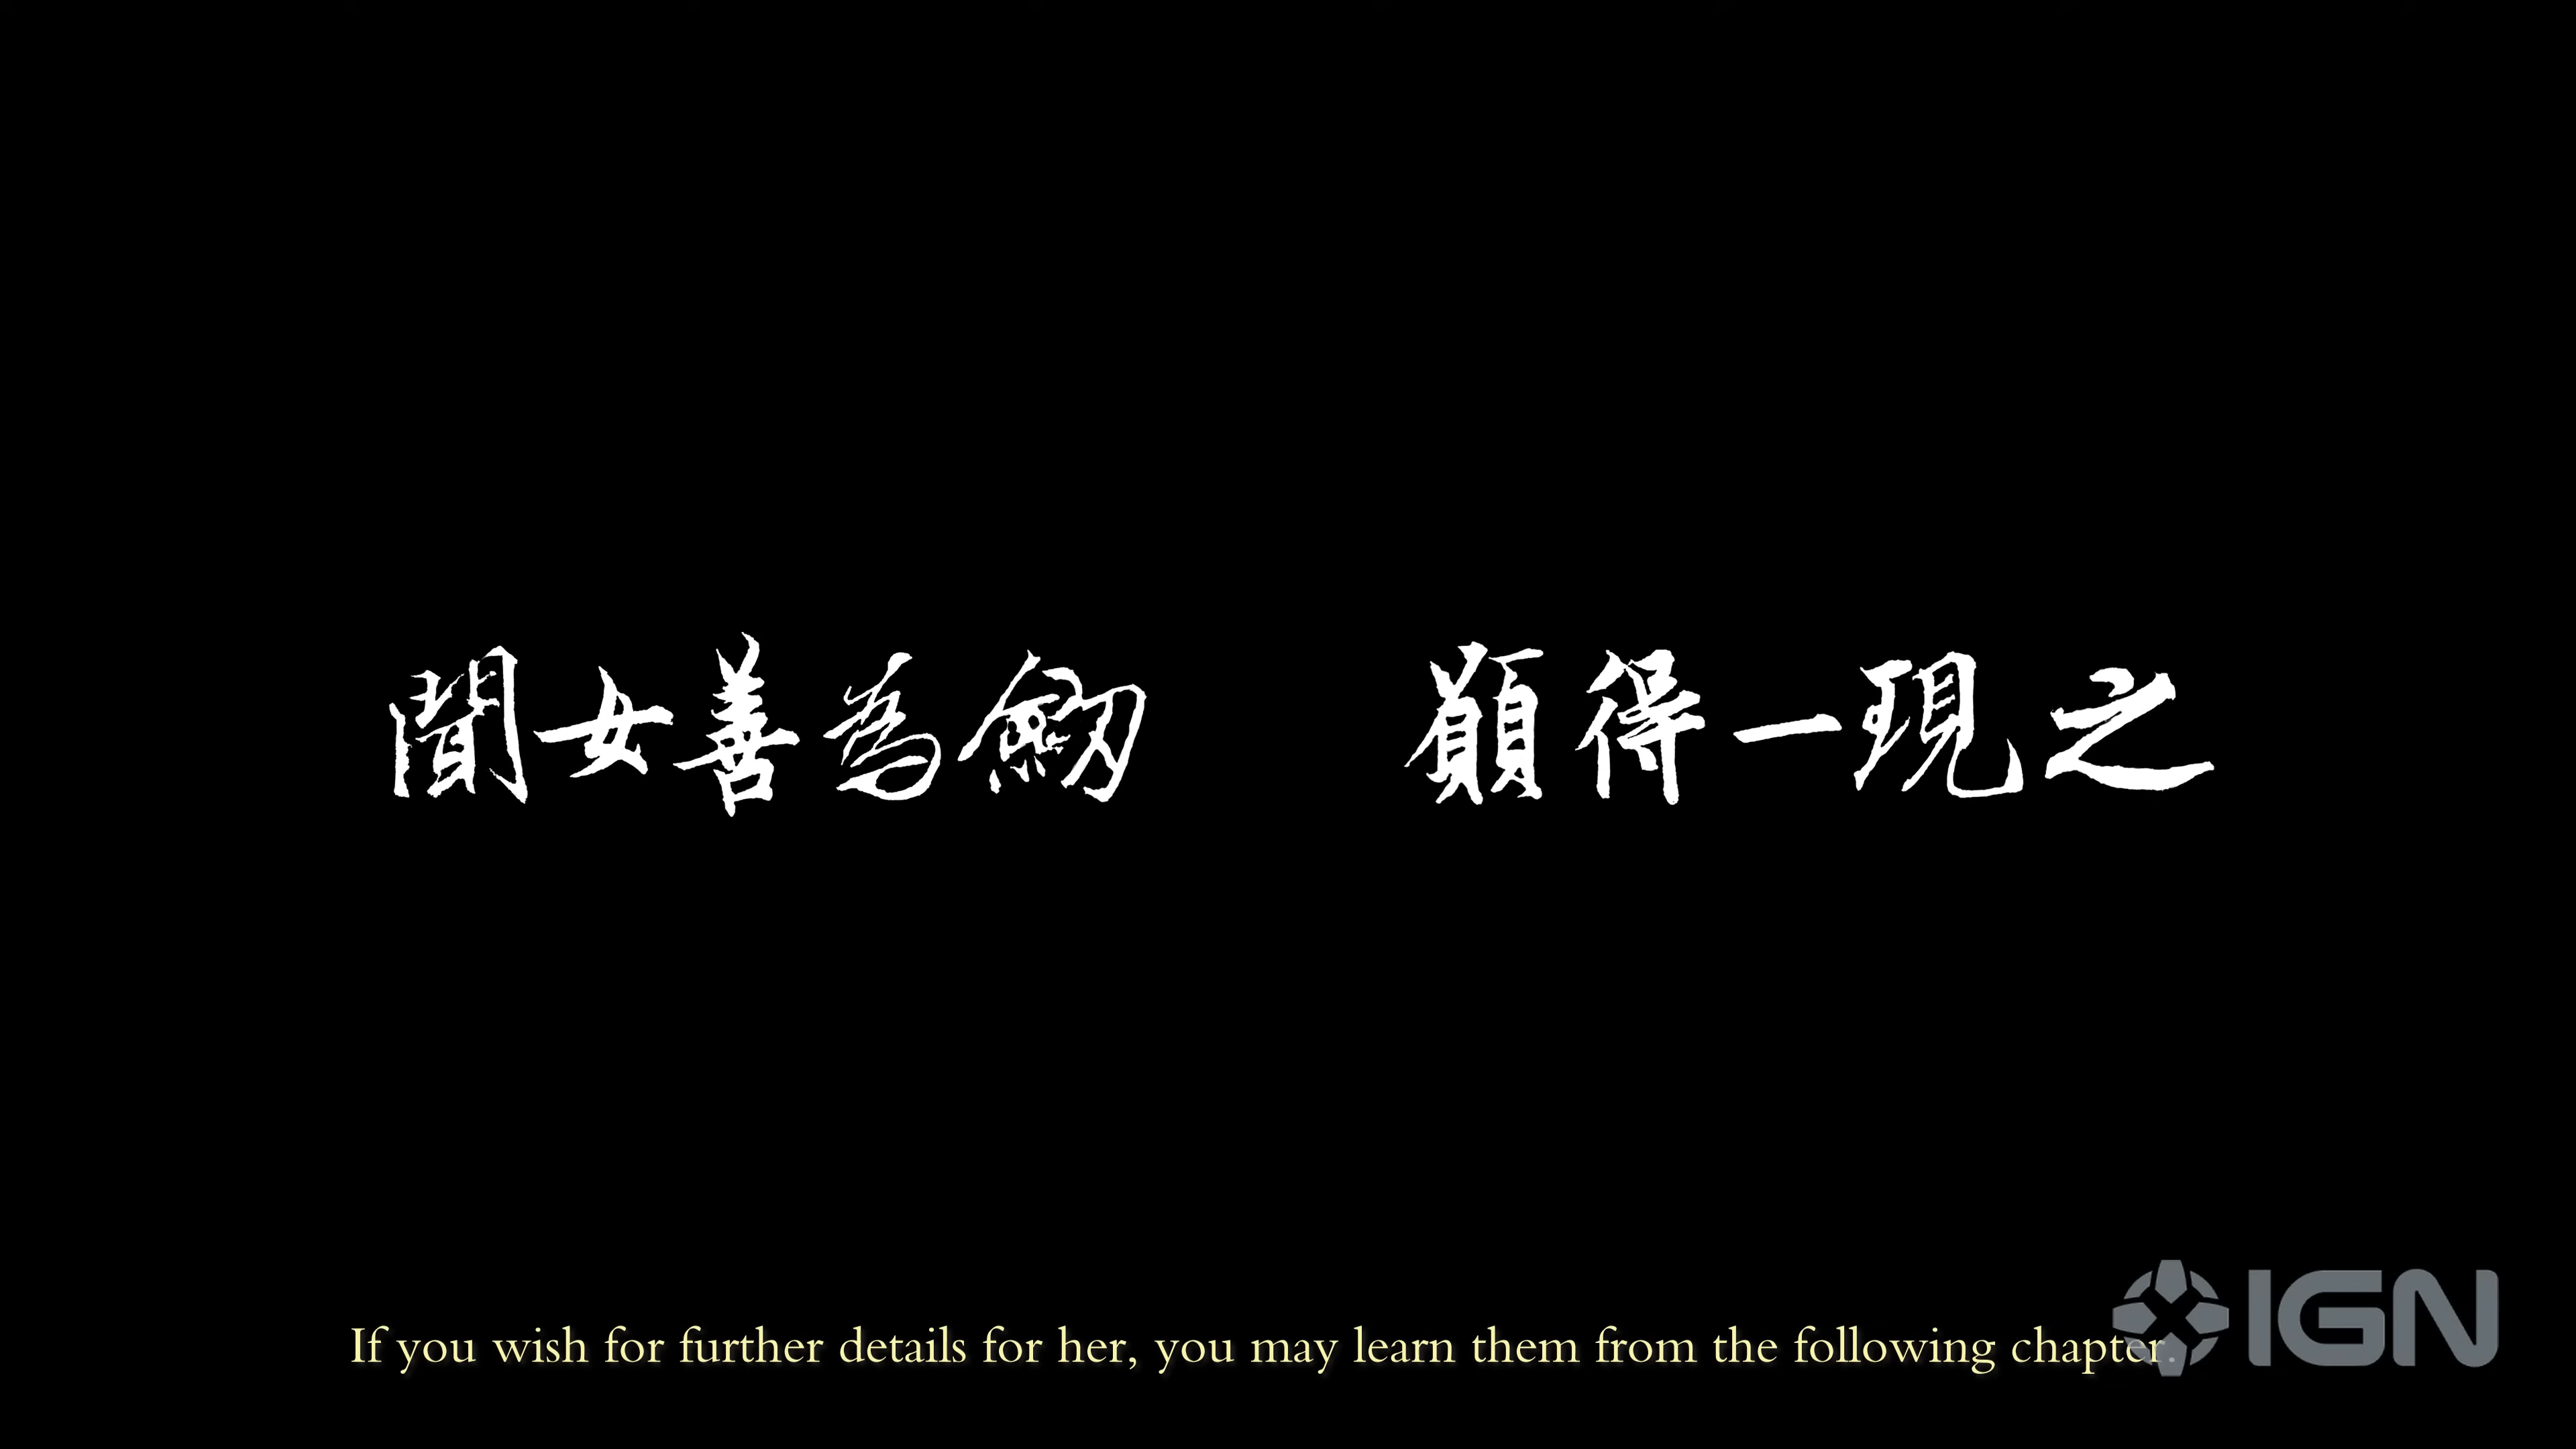 聞女善為劒 願得一現之
If you wish for further details for her, you may learn them from the following chapter.
IGN